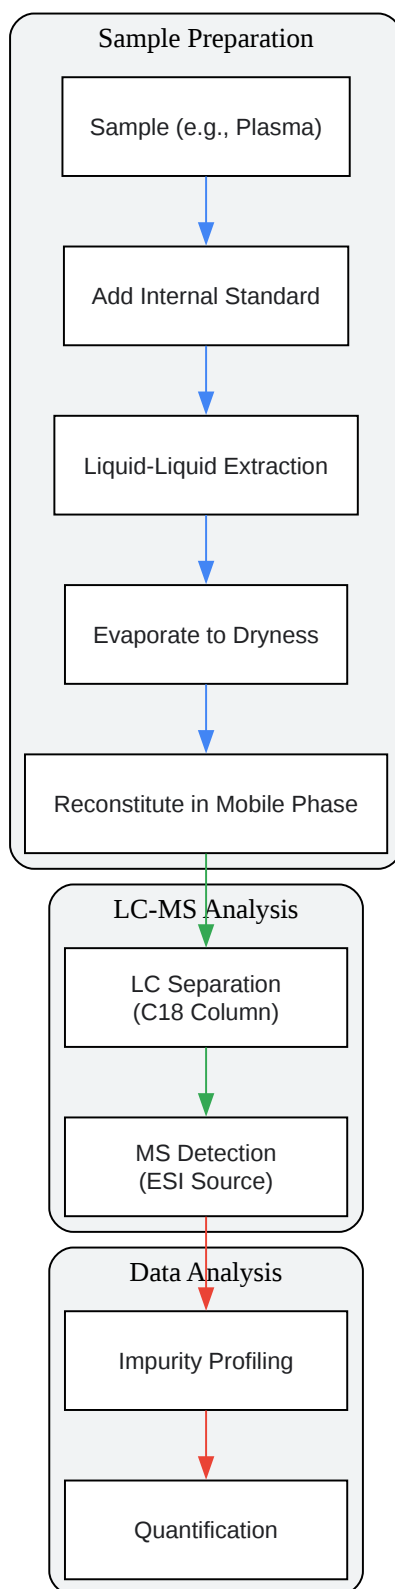 Sample Preparation
Sample (e.g., Plasma)
Add Internal Standard
Liquid-Liquid Extraction
Evaporate to Dryness
Reconstitute in Mobile Phase
LC-MS Analysis
LC Separation
(C18 Column)
MS Detection
(ESI Source)
Data Analysis
Impurity Profiling
Quantification